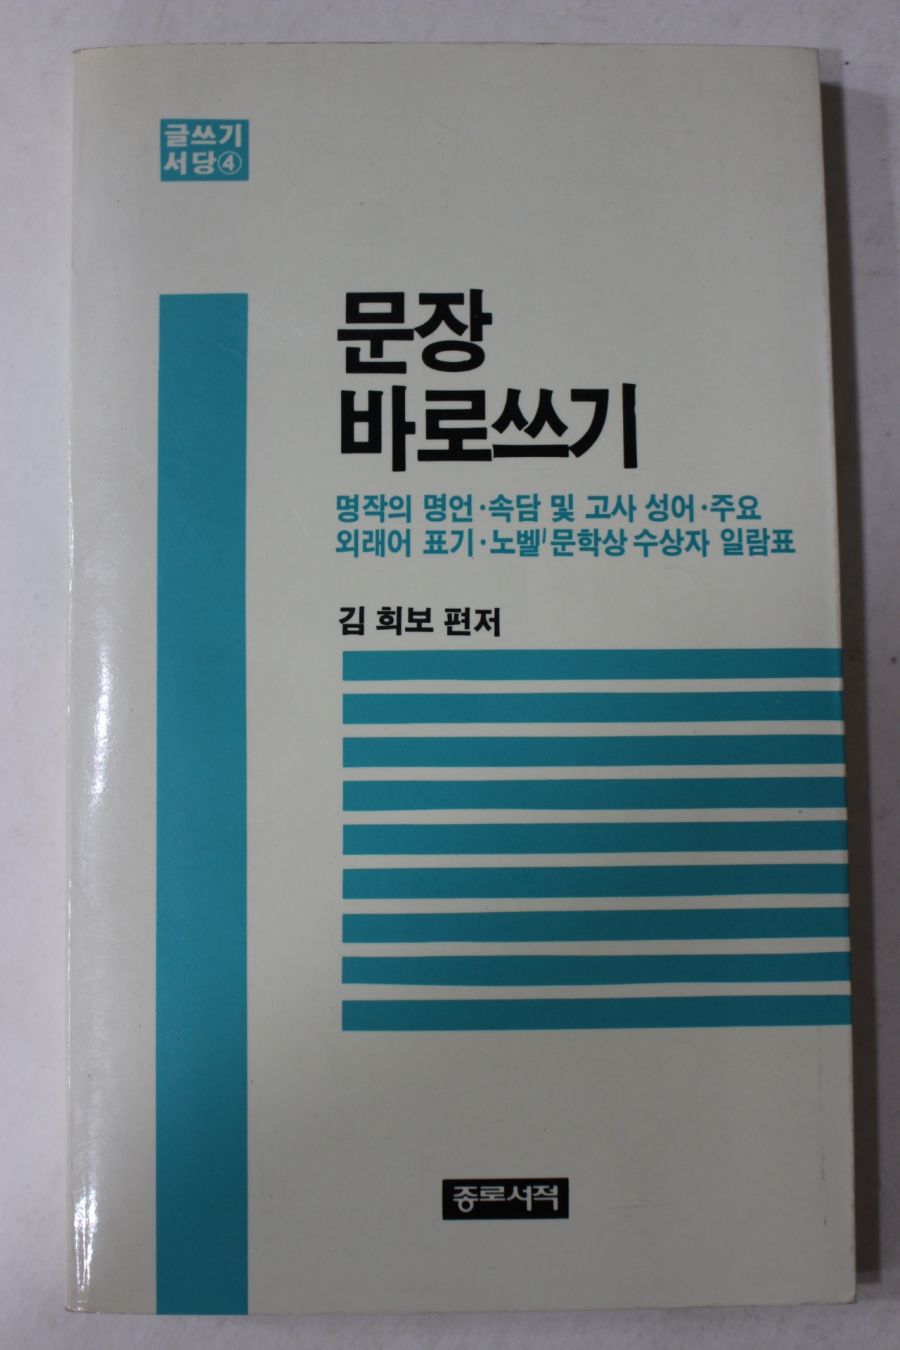 글쓰기
서당④
문장
바로쓰기
명작의 명언·속담 및 고사 성어·주요
외래어 표기·노벨 문학상 수상자 일람표
김 희보 편저
종로서적